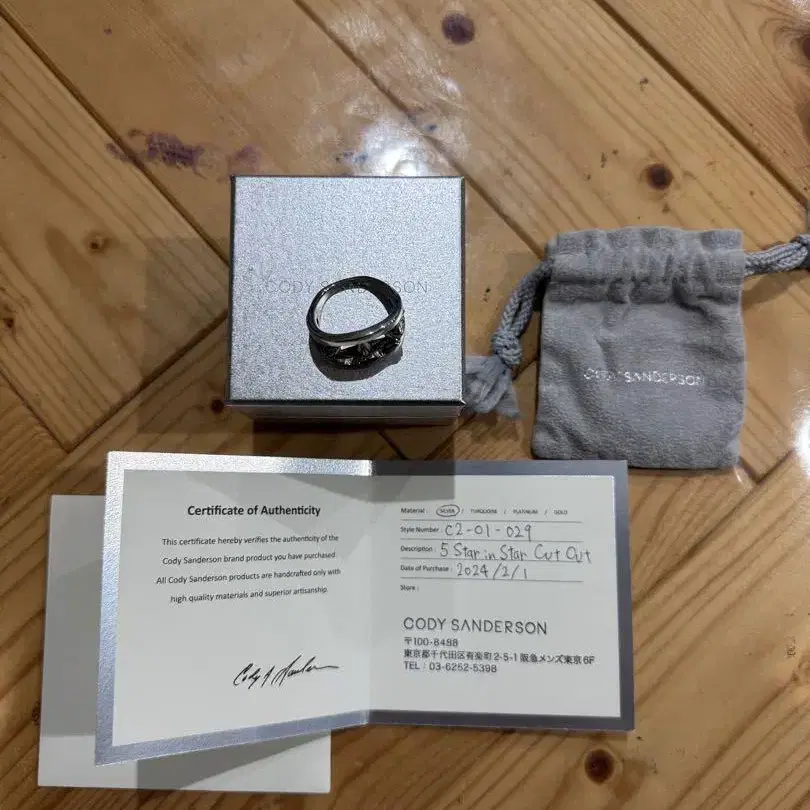 CODY SANDERSON
CODY SANDERSON
Certificate of Authenticity
This certificate hereby verifies the authenticity of the
Cody Sanderson brand product you have purchased.
All Cody Sanderson products are handcrafted only with
high quality materials and superior artisanship.
Material : SILVER / TURQUOISE / PLATINUM / GOLD
Style Number : C2-01-029
Description : 5 Star in Star Cut Out
Date of Purchase : 2024/2/1
Store :
CODY SANDERSON
〒100-8488
東京都千代田区有楽町2-5-1 阪急メンズ東京 6F
TEL : 03-6252-5398